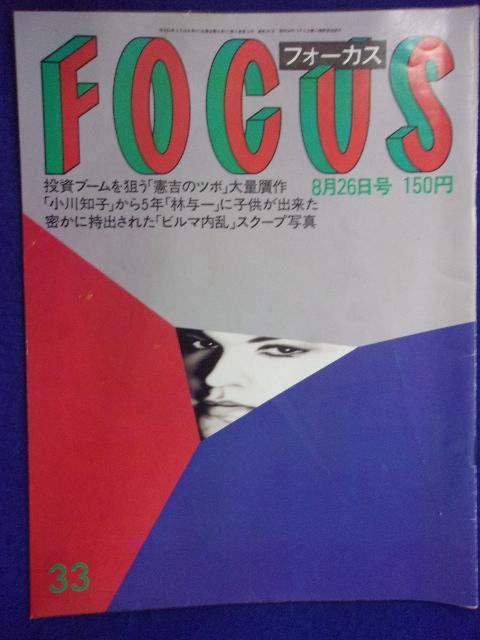 FOCUS
フォーカス
投資ブームを狙う「憲吉のツボ」大量贋作
8月26日号 150円
「小川知子」から5年「林与一」に子供が出来た
密かに持出された「ビルマ内乱」スクープ写真
33